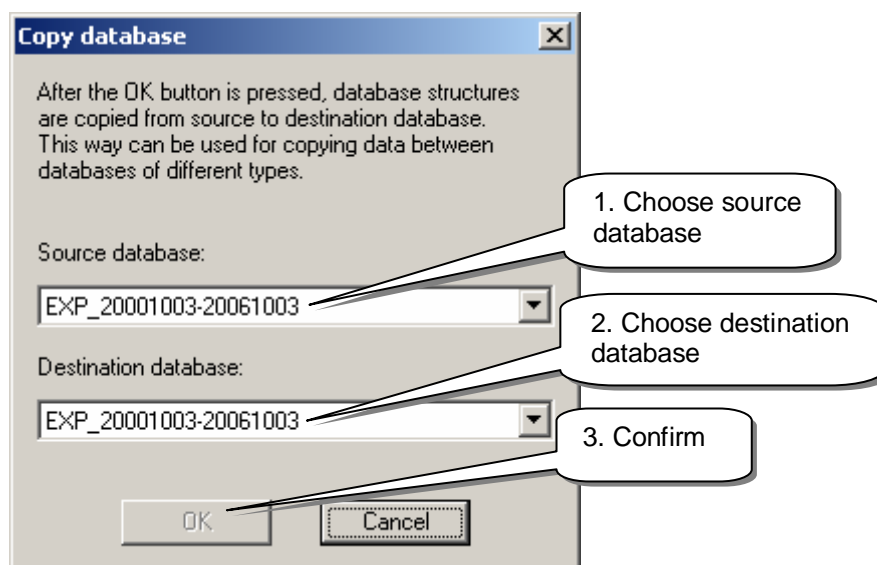 Copy database
After the OK button is pressed, database structures
are copied from source to destination database.
This way can be used for copying data between
databases of different types.
1. Choose source
database
Source database:
EXP_20001003-20061003
2. Choose destination
database
Destination database:
EXP_20001003-20061003
3. Confirm
OK
Cancel